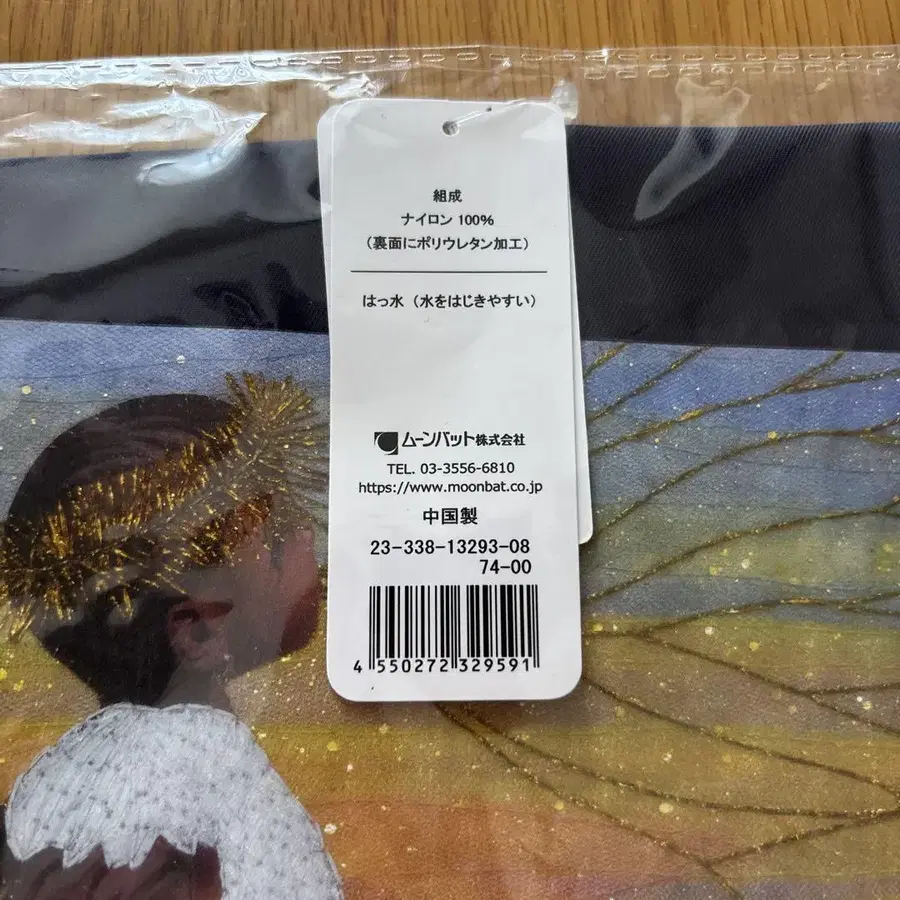 組成
ナイロン 100%
(裏面にポリウレタン加工)
はっ水 (水をはじきやすい)
ムーンバット株式会社
TEL. 03-3556-6810
https://www.moonbat.co.jp
中国製
23-338-13293-08
74-00
4 550272 329591